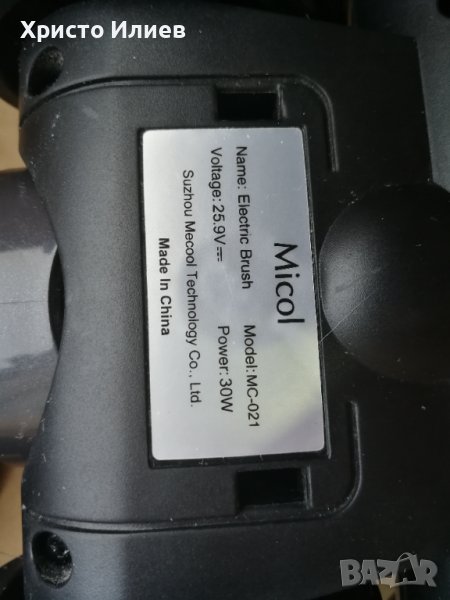 Христо Илиев
Micol
Name: Electric Brush Model:MC-021
Voltage: 25.9V⎓ Power: 30W
Suzhou Mecool Technology Co., Ltd.
Made In China
BAZAR